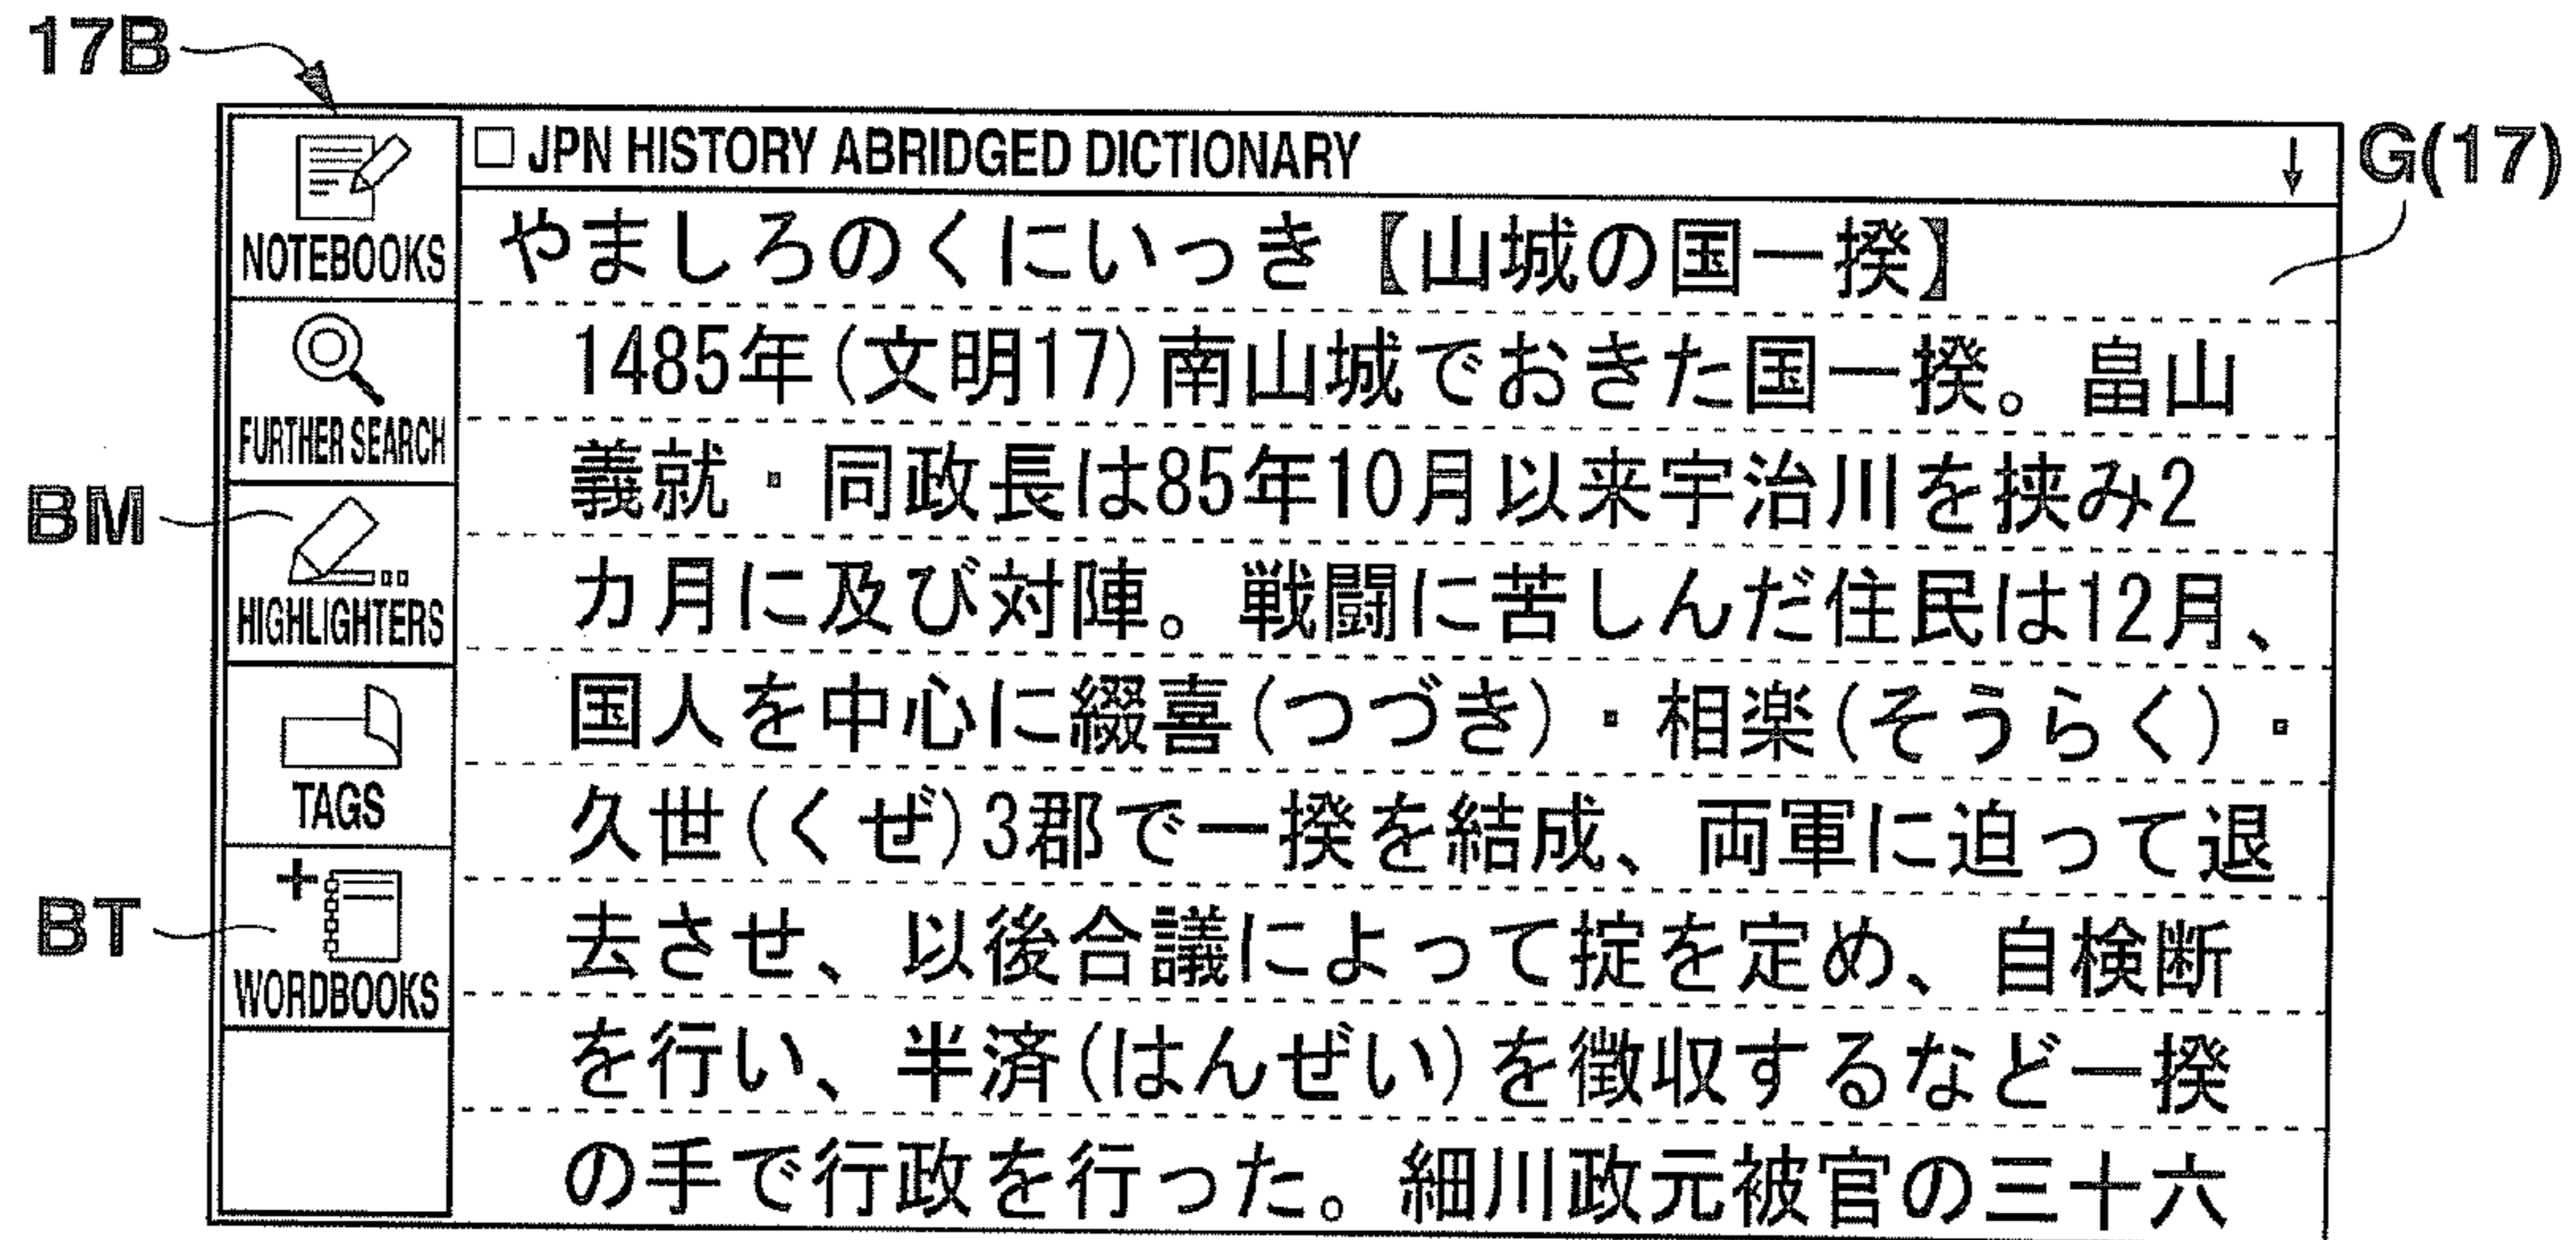 17B
G(17)
□ JPN HISTORY ABRIDGED DICTIONARY ↓
NOTEBOOKS
FURTHER SEARCH
BM
HIGHLIGHTERS
TAGS
BT
WORDBOOKS
やましろのくにいっき【山城の国一揆】
1485年(文明17)南山城でおきた国一揆。畠山
義就・同政長は85年10月以来宇治川を挟み2
カ月に及び対陣。戦闘に苦しんだ住民は12月、
国人を中心に綴喜(つづき)・相楽(そうらく)・
久世(くぜ)3郡で一揆を結成、両軍に迫って退
去させ、以後合議によって掟を定め、自検断
を行い、半済(はんぜい)を徴収するなど一揆
の手で行政を行った。細川政元被官の三十六